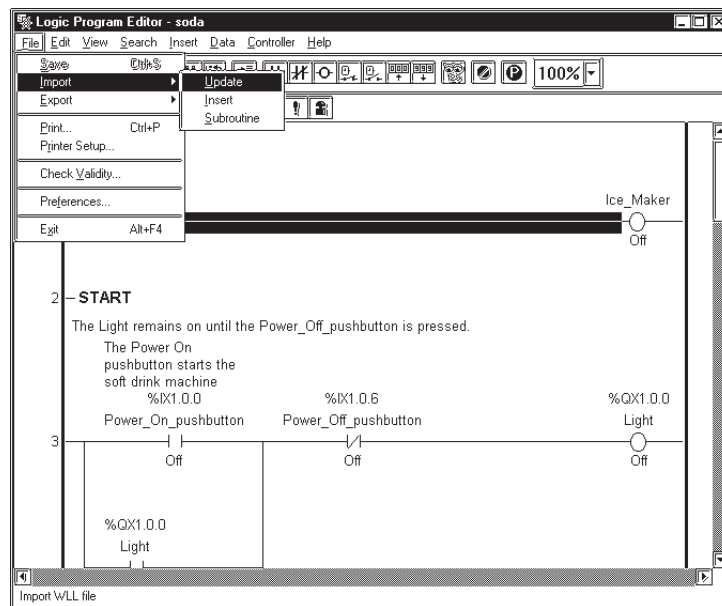 Logic Program Editor - soda
File Edit View Search Insert Data Controller Help
Save Ctrl+S
Import
Export
Print... Ctrl+P
Printer Setup...
Check Validity...
Preferences...
Exit Alt+F4
Update
Insert
Subroutine
100%
Ice_Maker
Off
2 START
The Light remains on until the Power_Off_pushbutton is pressed.
The Power On
pushbutton starts the
soft drink machine
%IX1.0.0 %IX1.0.6 %QX1.0.0
Power_On_pushbutton Power_Off_pushbutton Light
3
Off Off Off
%QX1.0.0
Light
Import WLL file